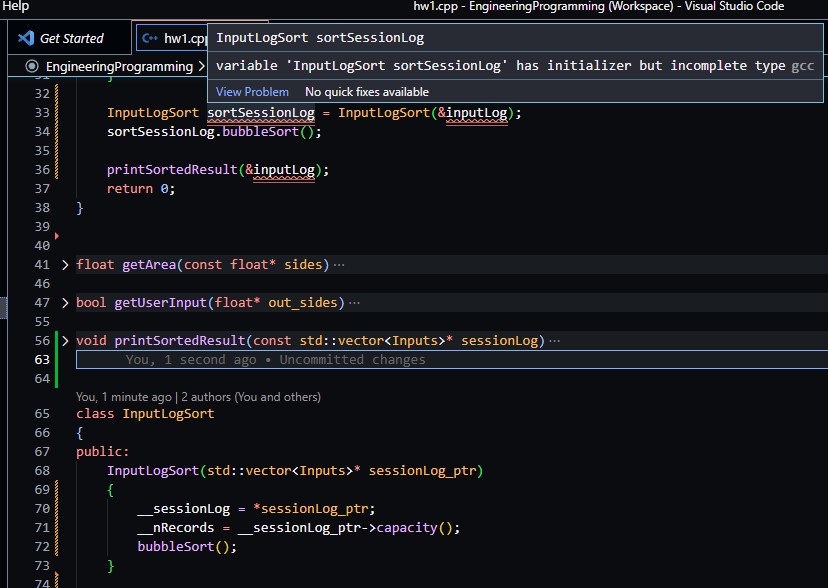 Help
hw1.cpp - EngineeringProgramming (Workspace) - Visual Studio Code
Get Started
C++ hw1.cpp
InputLogSort sortSessionLog
EngineeringProgramming >
variable 'InputLogSort sortSessionLog' has initializer but incomplete type gcc
View Problem No quick fixes available
31 }
32
33 InputLogSort sortSessionLog = InputLogSort(&inputLog);
34 sortSessionLog.bubbleSort();
35
36 printSortedResult(&inputLog);
37 return 0;
38 }
39
40
41 > float getArea(const float* sides) ···
46
47 > bool getUserInput(float* out_sides) ···
55
56 > void printSortedResult(const std::vector<Inputs>* sessionLog) ···
63 You, 1 second ago • Uncommitted changes
64
You, 1 minute ago | 2 authors (You and others)
65 class InputLogSort
66 {
67 public:
68 InputLogSort(std::vector<Inputs>* sessionLog_ptr)
69 {
70 __sessionLog = *sessionLog_ptr;
71 __nRecords = __sessionLog_ptr->capacity();
72 bubbleSort();
73 }
74